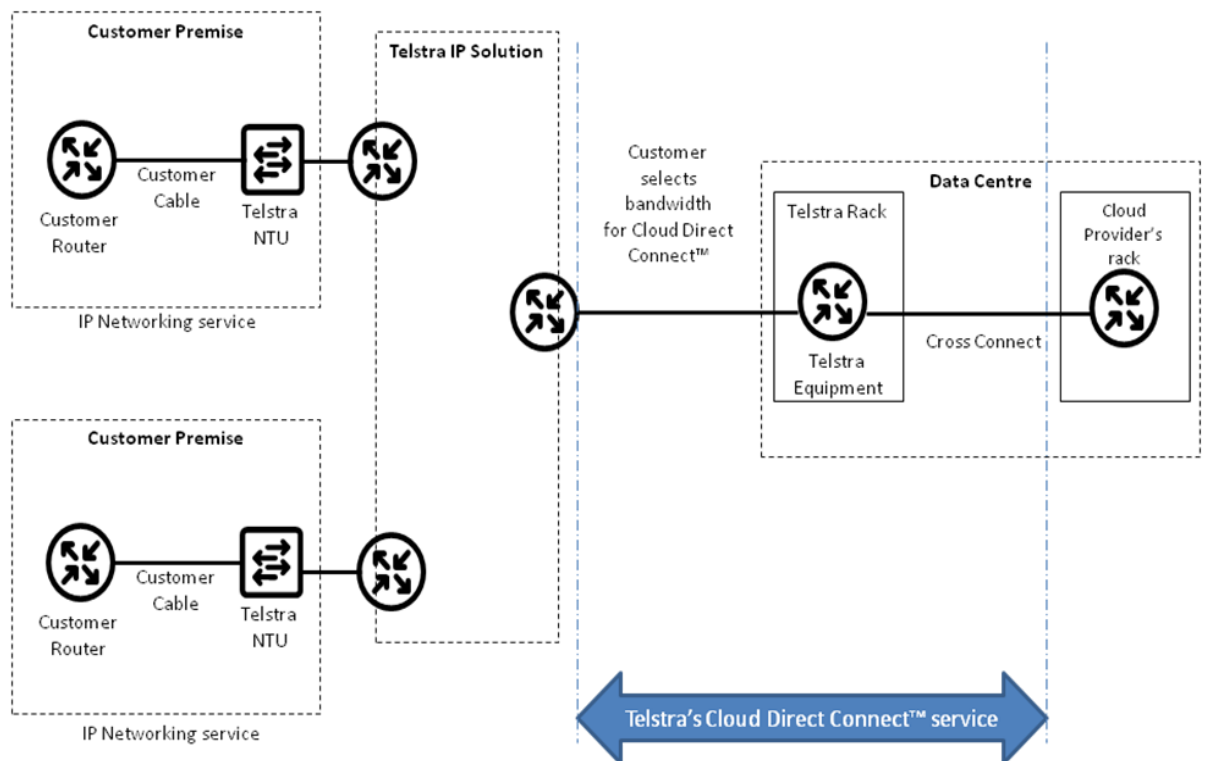 Customer Premise
Customer
Cable
Customer
Router
Telstra
NTU
IP Networking service
Telstra IP Solution
Customer
selects
bandwidth
for Cloud Direct
Connect™
Data Centre
Telstra Rack
Telstra
Equipment
Cross Connect
Cloud
Provider's
rack
Customer Premise
Customer
Cable
Customer
Router
Telstra
NTU
IP Networking service
Telstra's Cloud Direct Connect™ service